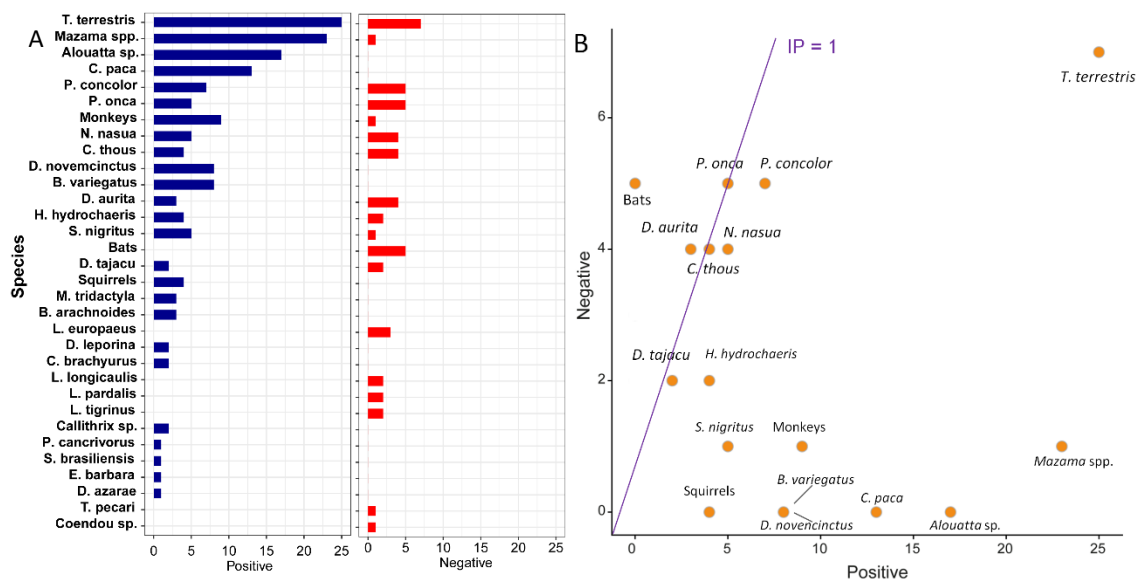 A
Species
T. terrestris
Mazama spp.
Alouatta sp.
C. paca
P. concolor
P. onca
Monkeys
N. nasua
C. thous
D. novemcinctus
B. variegatus
D. aurita
H. hydrochaeris
S. nigritus
Bats
D. tajacu
Squirrels
M. tridactyla
B. arachnoides
L. europaeus
D. leporina
C. brachyurus
L. longicaulis
L. pardalis
L. tigrinus
Callithrix sp.
P. cancrivorus
S. brasiliensis
E. barbara
D. azarae
T. pecari
Coendou sp.
0 5 10 15 20 25
Positive
0 5 10 15 20 25
Negative
B
IP = 1
T. terrestris
6
P. onca P. concolor
Bats
D. aurita N. nasua
4
C. thous
Negative
D. tajacu H. hydrochaeris
2
S. nigritus Monkeys
Mazama spp.
Squirrels B. variegatus C. paca
0
D. novencinctus Alouatta sp.
0 5 10 15 20 25
Positive